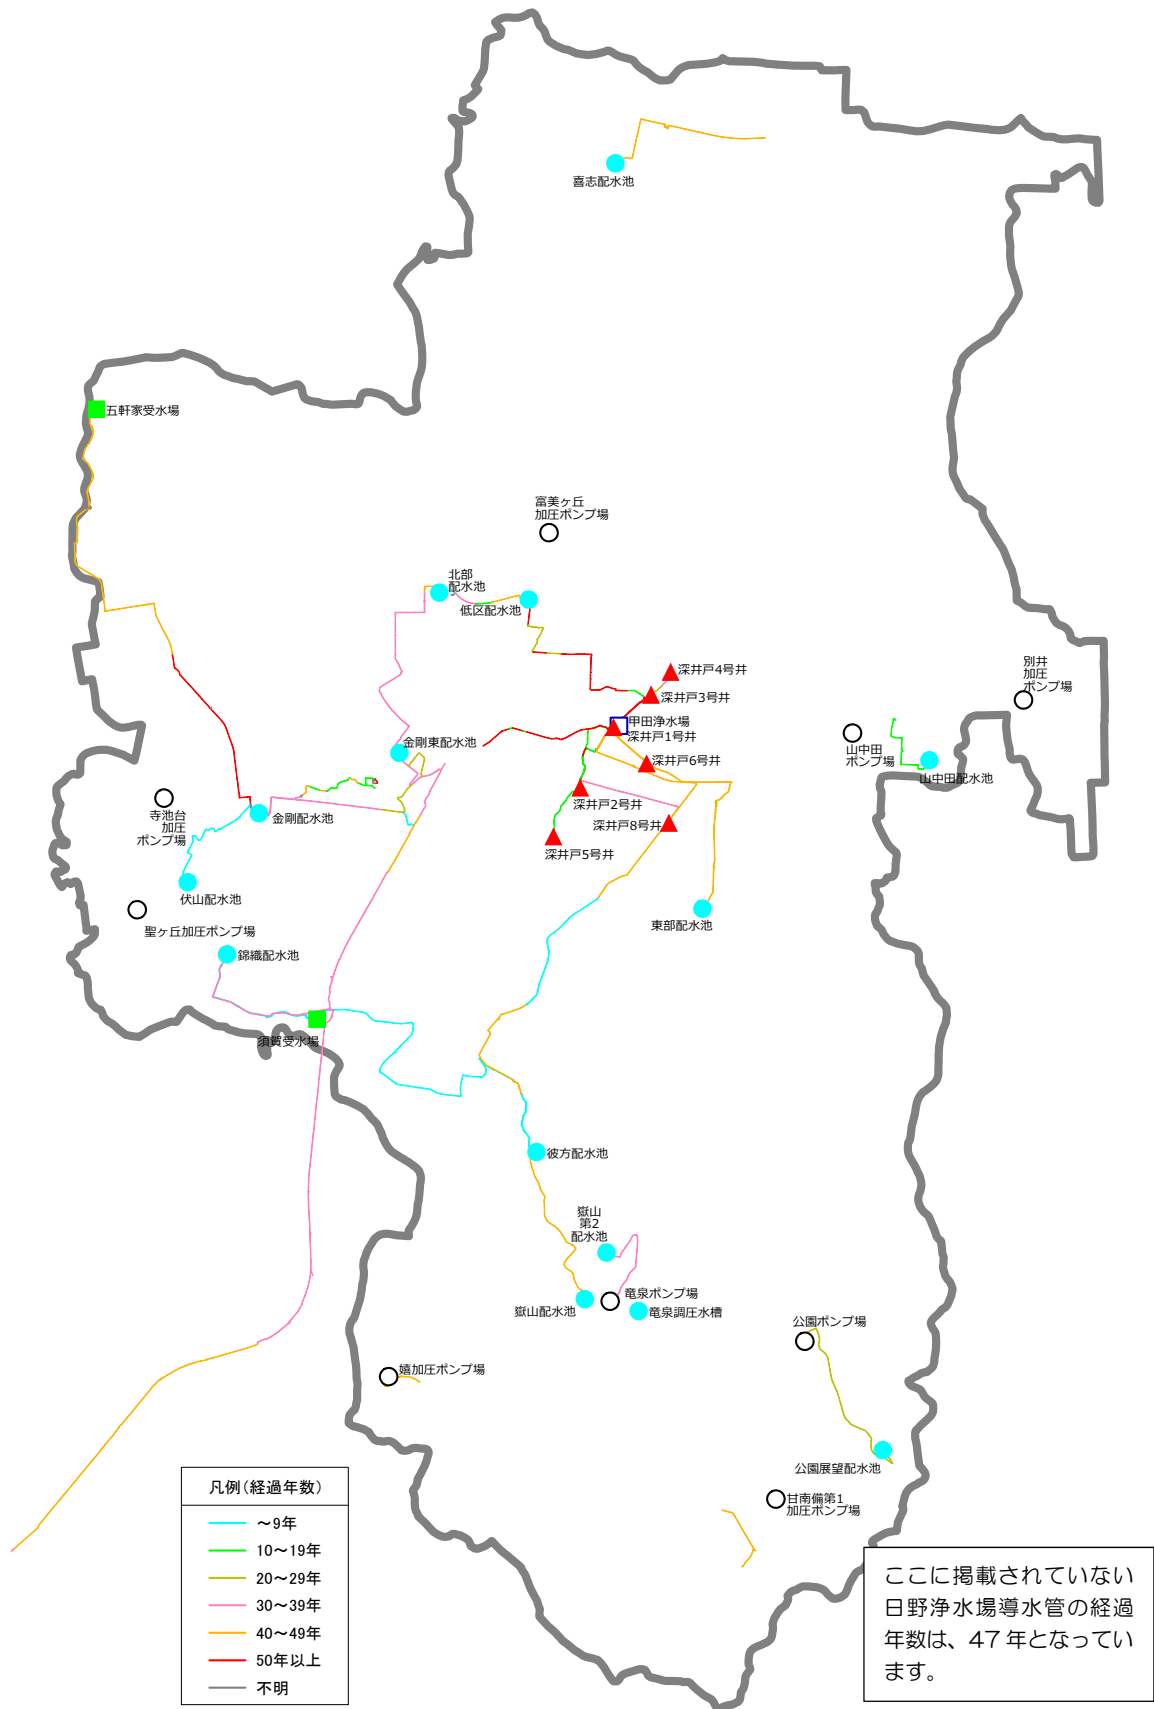 喜志配水池
五軒家受水場
富美ヶ丘
加圧ポンプ場
北部
配水池
低区配水池
深井戸4号井
深井戸3号井
別井
加圧
ポンプ場
甲田浄水場
深井戸1号井
金剛東配水池
深井戸6号井
山中田
ポンプ場
山中田配水池
深井戸2号井
寺池台
加圧
ポンプ場
金剛配水池
深井戸8号井
深井戸5号井
伏山配水池
東部配水池
聖ヶ丘加圧ポンプ場
錦織配水池
須賀受水場
彼方配水池
嶽山
第2
配水池
竜泉ポンプ場
嶽山配水池
竜泉調圧水槽
公園ポンプ場
嬉加圧ポンプ場
公園展望配水池
甘南備第1
加圧ポンプ場
凡例(経過年数)
～9年
10～19年
20～29年
30～39年
40～49年
50年以上
不明
ここに掲載されていない
日野浄水場導水管の経過
年数は、47年となってい
ます。